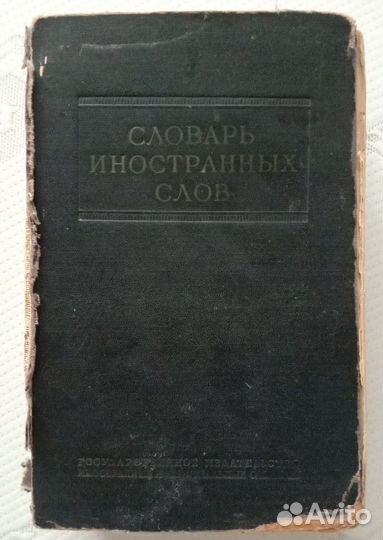 СЛОВАРЬ
ИНОСТРАННЫХ
СЛОВ
ГОСУДАРСТВЕННОЕ ИЗДАТЕЛЬСТВО
Avito